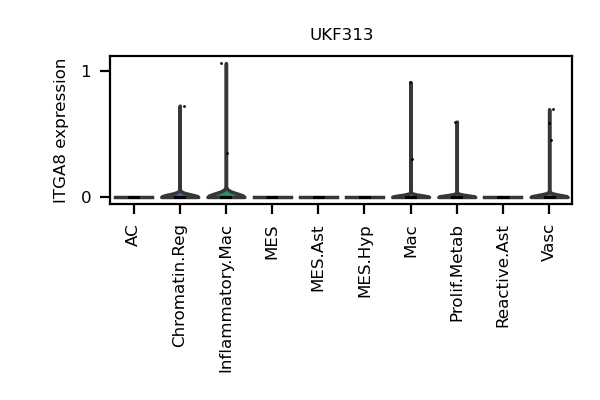 UKF313
ITGA8 expression
1
0
AC
Chromatin.Reg
Inflammatory.Mac
MES
MES.Ast
MES.Hyp
Mac
Prolif.Metab
Reactive.Ast
Vasc